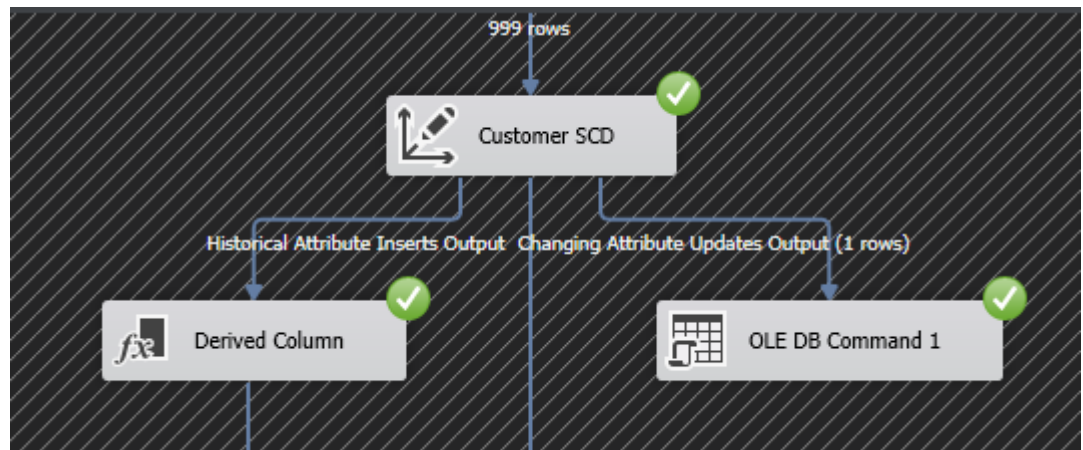 999 rows
Customer SCD
Historical Attribute Inserts Output
Changing Attribute Updates Output (1 rows)
fx
Derived Column
OLE DB Command 1